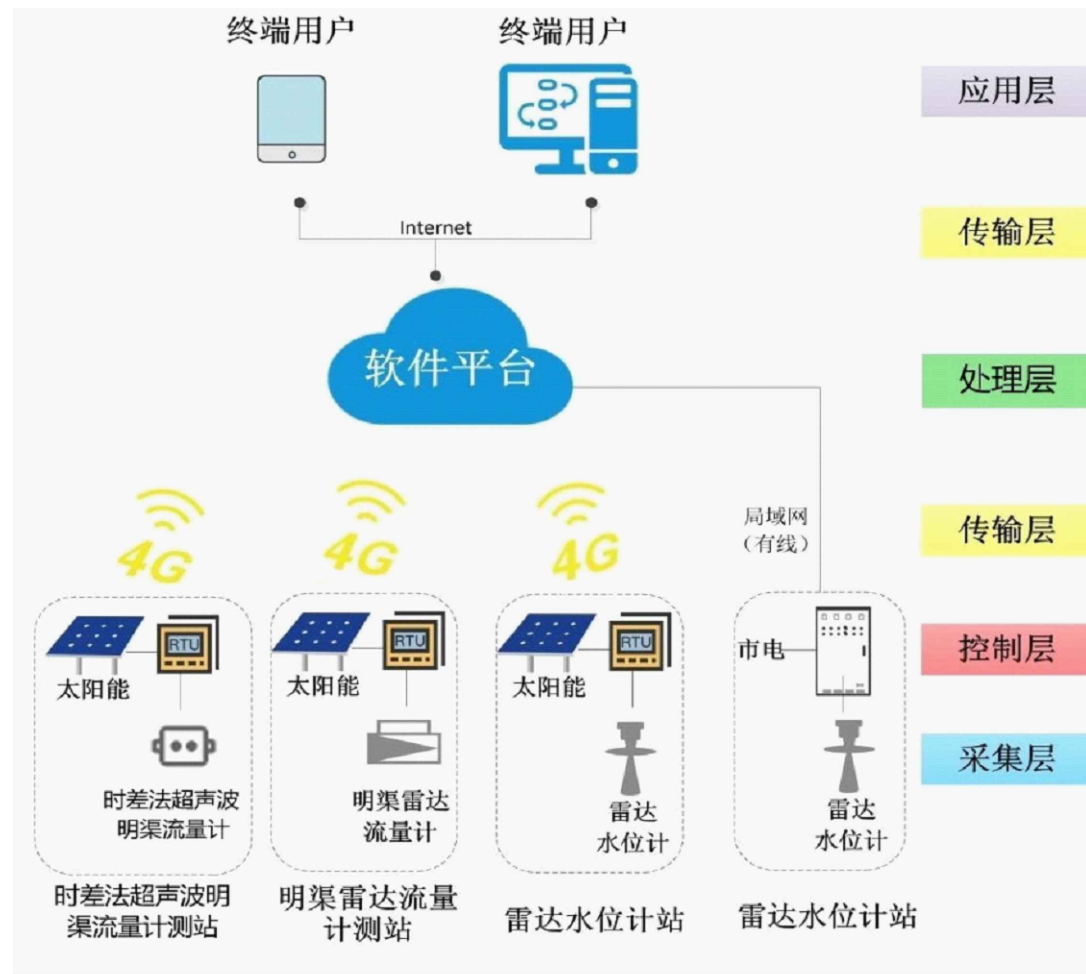 终端用户
终端用户
应用层
Internet
传输层
软件平台
处理层
4G
4G
4G
局域网
（有线）
传输层
RTU
太阳能
RTU
太阳能
RTU
太阳能
市电
控制层
时差法超声波
明渠流量计
明渠雷达
流量计
雷达
水位计
雷达
水位计
采集层
时差法超声波明
渠流量计测站
明渠雷达流量
计测站
雷达水位计站
雷达水位计站